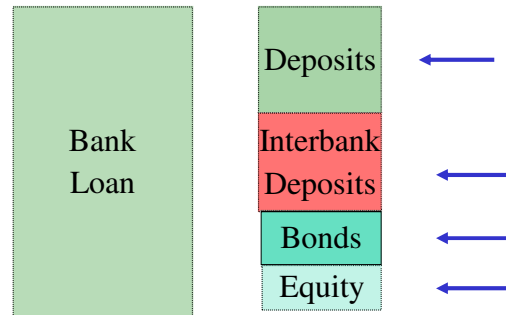 Bank
Loan
Deposits
Interbank
Deposits
Bonds
Equity